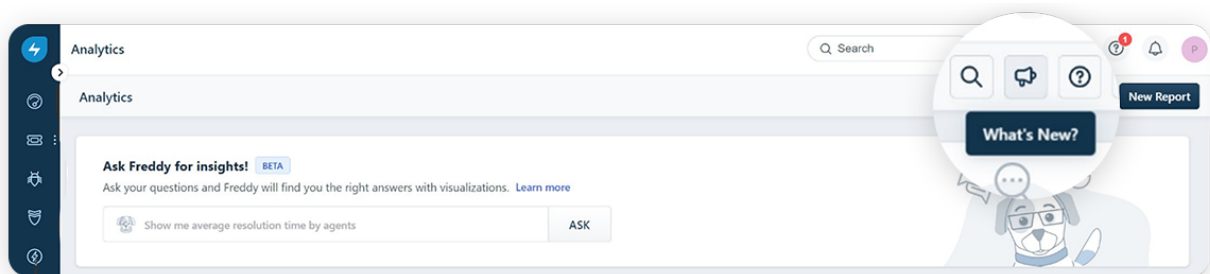 Analytics
Search
1
P
Analytics
New Report
What's New?
Ask Freddy for insights! BETA
Ask your questions and Freddy will find you the right answers with visualizations. Learn more
Show me average resolution time by agents
ASK